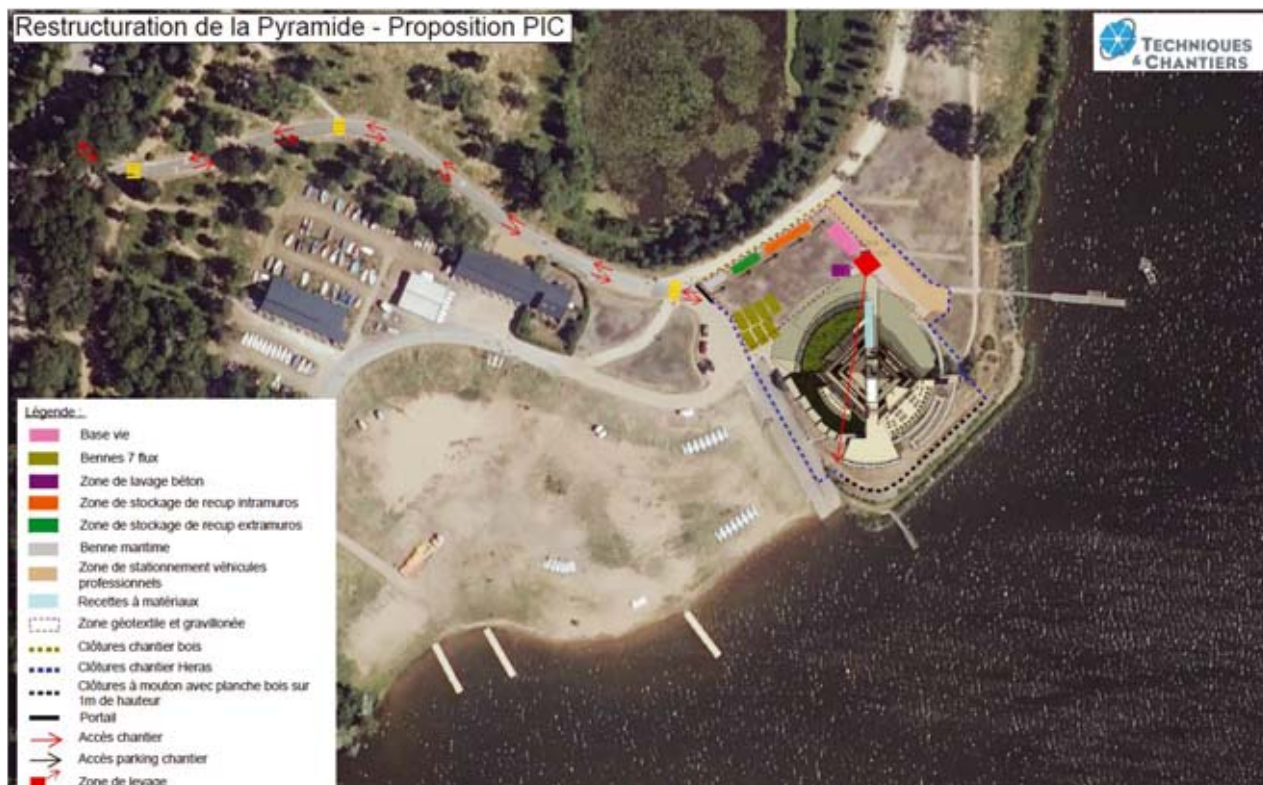 Restructuration de la Pyramide - Proposition PIC
TECHNIQUES
& CHANTIERS
Légende :
Base vie
Bennes 7 flux
Zone de lavage béton
Zone de stockage de recup intramuros
Zone de stockage de recup extramuros
Benne maritime
Zone de stationnement véhicules
professionnels
Recettes à matériaux
Zone géotextile et gravillonée
Clôtures chantier bois
Clôtures chantier Heras
Clôtures à mouton avec planche bois sur
1m de hauteur
Portail
Accès chantier
Accès parking chantier
Zone de levage